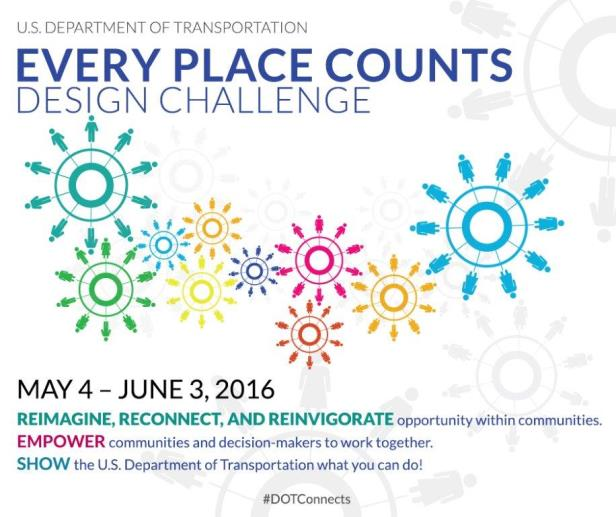 U.S. DEPARTMENT OF TRANSPORTATION
EVERY PLACE COUNTS
DESIGN CHALLENGE
MAY 4 – JUNE 3, 2016
REIMAGINE, RECONNECT, AND REINVIGORATE opportunity within communities.
EMPOWER communities and decision-makers to work together.
SHOW the U.S. Department of Transportation what you can do!
#DOTConnects